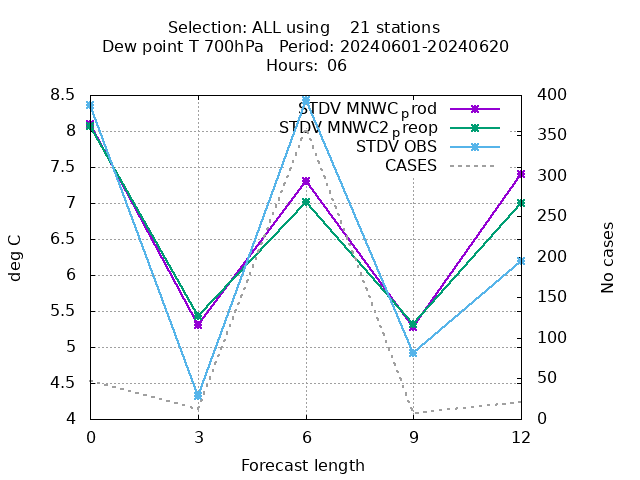 Selection: ALL using    21 stations
Dew point T 700hPa   Period: 20240601-20240620
Hours: 06
STDV MNWC_prod
STDV MNWC2_preop
STDV OBS
CASES
8.5
8
7.5
7
6.5
6
5.5
5
4.5
4
400
350
300
250
200
150
100
50
0
deg C
No cases
0 3 6 9 12
Forecast length